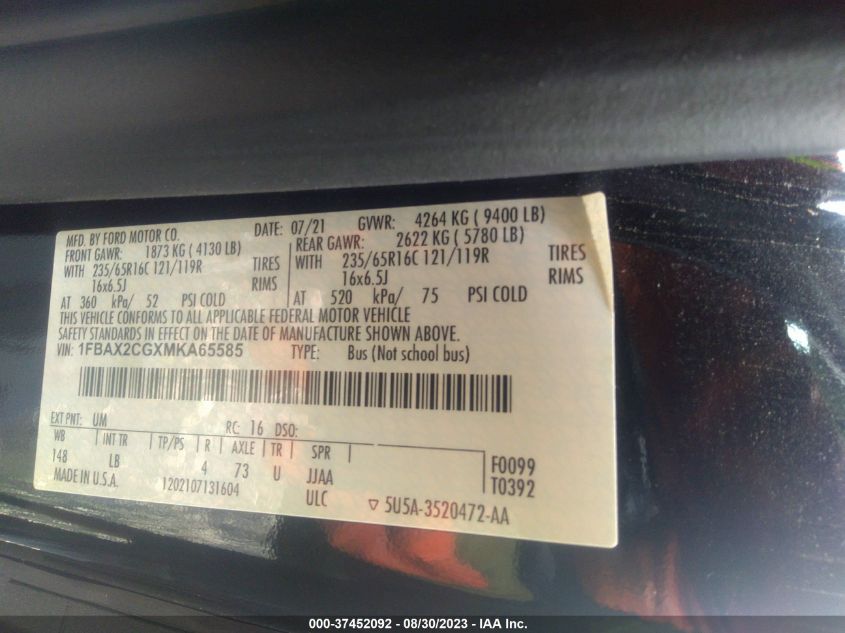 MFD. BY FORD MOTOR CO. DATE: 07/21 GVWR: 4264 KG ( 9400 LB)
FRONT GAWR: 1873 KG ( 4130 LB) REAR GAWR: 2622 KG ( 5780 LB)
WITH 235/65R16C 121/119R TIRES WITH 235/65R16C 121/119R TIRES
16x6.5J RIMS 16x6.5J RIMS
AT 360 kPa/ 52 PSI COLD AT 520 kPa/ 75 PSI COLD
THIS VEHICLE CONFORMS TO ALL APPLICABLE FEDERAL MOTOR VEHICLE
SAFETY STANDARDS IN EFFECT ON THE DATE OF MANUFACTURE SHOWN ABOVE.
VIN: 1FBAX2CGXMKA65585 TYPE: Bus (Not school bus)
EXT PNT: UM RC: 16 DSO:
WB INT TR TP/PS R AXLE TR SPR
148 LB 4 73 U JJAA F0099
MADE IN U.S.A. 1202107131604 ULC T0392
▽ 5U5A-3520472-AA
000-37452092 - 08/30/2023 - IAA Inc.